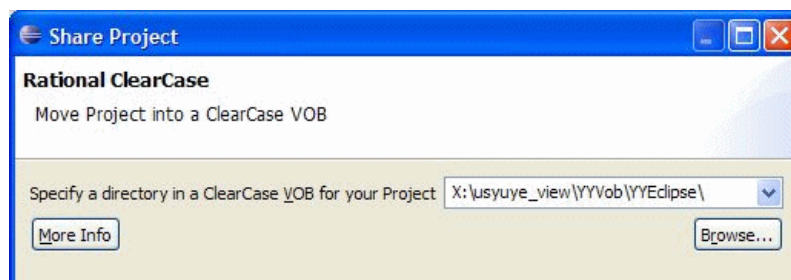 Share Project
Rational ClearCase
Move Project into a ClearCase VOB
Specify a directory in a ClearCase VOB for your Project X:\usyuye_view\YYVob\YYEclipse\
More Info Browse...